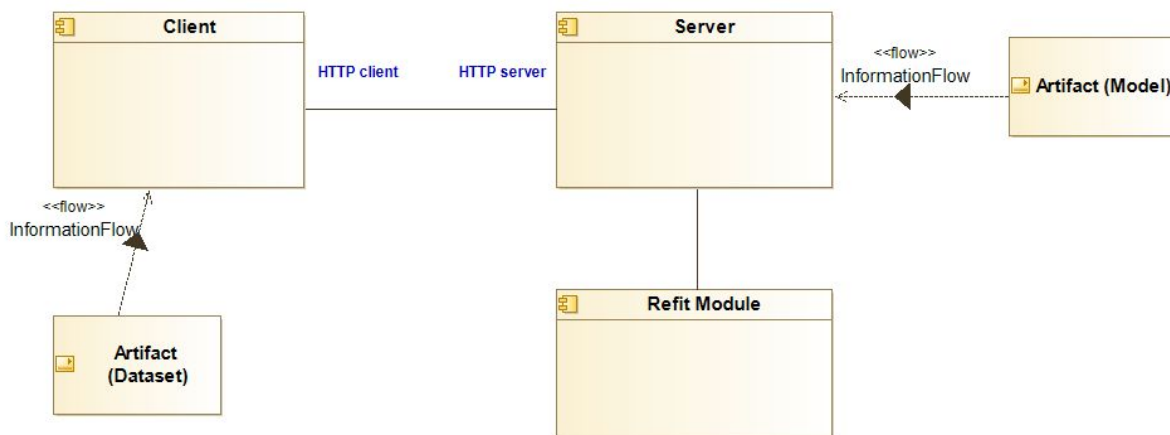 Client
Server
<<flow>>
InformationFlow
HTTP client
HTTP server
Artifact (Model)
<<flow>>
InformationFlow
Refit Module
Artifact
(Dataset)